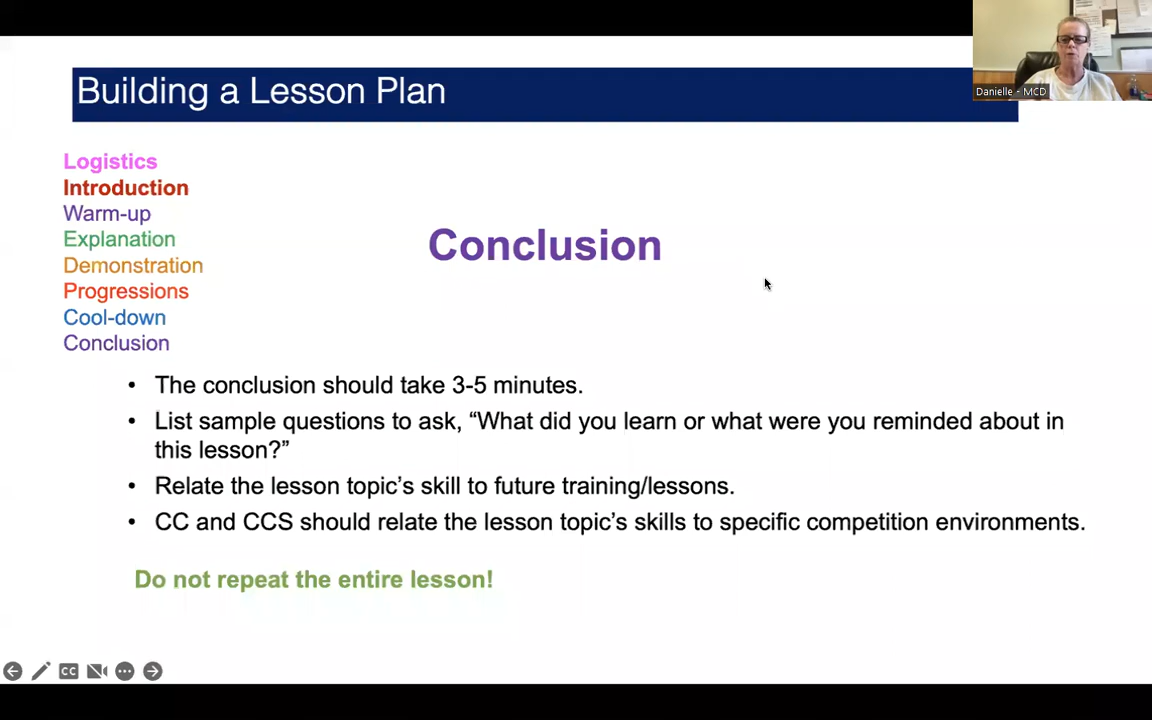 Building a Lesson Plan
Danielle - MCD
Logistics
Introduction
Warm-up
Explanation
Demonstration
Progressions
Cool-down
Conclusion
Conclusion
• The conclusion should take 3-5 minutes.
• List sample questions to ask, “What did you learn or what were you reminded about in
this lesson?”
• Relate the lesson topic’s skill to future training/lessons.
• CC and CCS should relate the lesson topic’s skills to specific competition environments.
Do not repeat the entire lesson!
CC